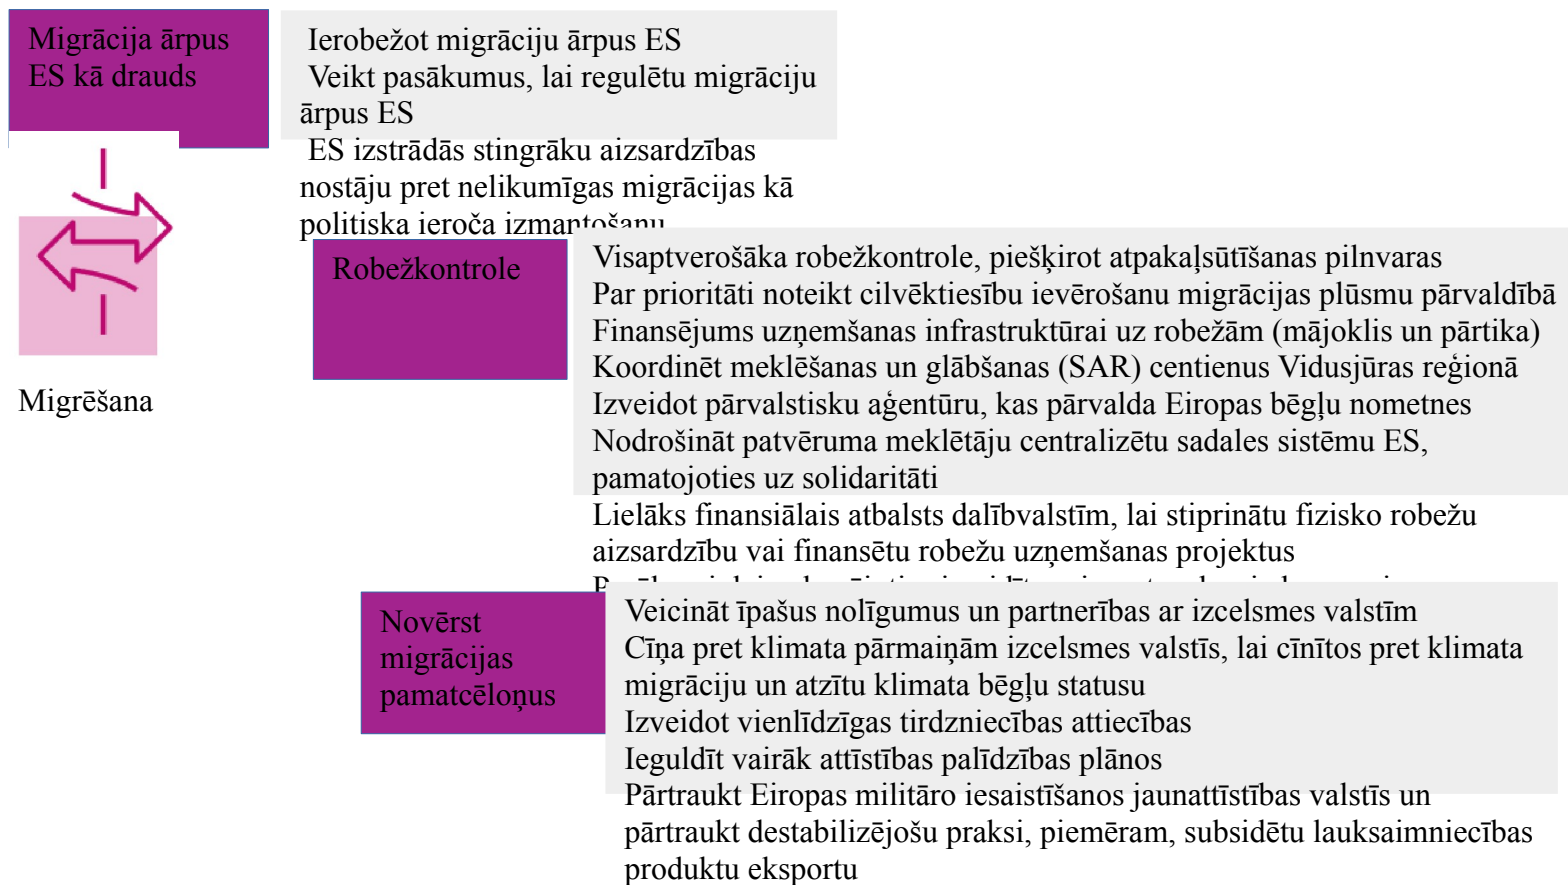 Migrācija ārpus
ES kā drauds
Ierobežot migrāciju ārpus ES
Veikt pasākumus, lai regulētu migrāciju
ārpus ES
ES izstrādās stingrāku aizsardzības
nostāju pret nelikumīgas migrācijas kā
politiska ieroča izmantošanu
Migrēšana
Robežkontrole
Visaptverošāka robežkontrole, piešķirot atpakaļsūtīšanas pilnvaras
Par prioritāti noteikt cilvēktiesību ievērošanu migrācijas plūsmu pārvaldībā
Finansējums uzņemšanas infrastruktūrai uz robežām (mājoklis un pārtika)
Koordinēt meklēšanas un glābšanas (SAR) centienus Vidusjūras reģionā
Izveidot pārvalstisku aģentūru, kas pārvalda Eiropas bēgļu nometnes
Nodrošināt patvēruma meklētāju centralizētu sadales sistēmu ES,
pamatojoties uz solidaritāti
Lielāks finansiālais atbalsts dalībvalstīm, lai stiprinātu fizisko robežu
aizsardzību vai finansētu robežu uzņemšanas projektus
Novērst
migrācijas
pamatcēloņus
Veicināt īpašus nolīgumus un partnerības ar izcelsmes valstīm
Cīņa pret klimata pārmaiņām izcelsmes valstīs, lai cīnītos pret klimata
migrāciju un atzītu klimata bēgļu statusu
Izveidot vienlīdzīgas tirdzniecības attiecības
Ieguldīt vairāk attīstības palīdzības plānos
Pārtraukt Eiropas militāro iesaistīšanos jaunattīstības valstīs un
pārtraukt destabilizējošu praksi, piemēram, subsidētu lauksaimniecības
produktu eksportu